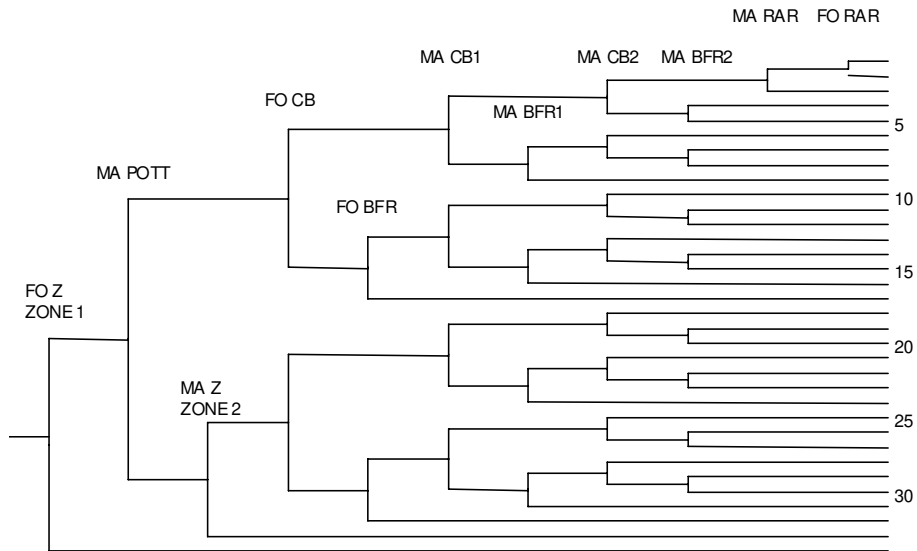 MA RAR FO RAR
MA CB1 MA CB2 MA BFR2
FO CB
MA BFR1
5
MA POTT
10
FO BFR
15
FO Z
ZONE 1
20
MA Z
ZONE 2
25
30